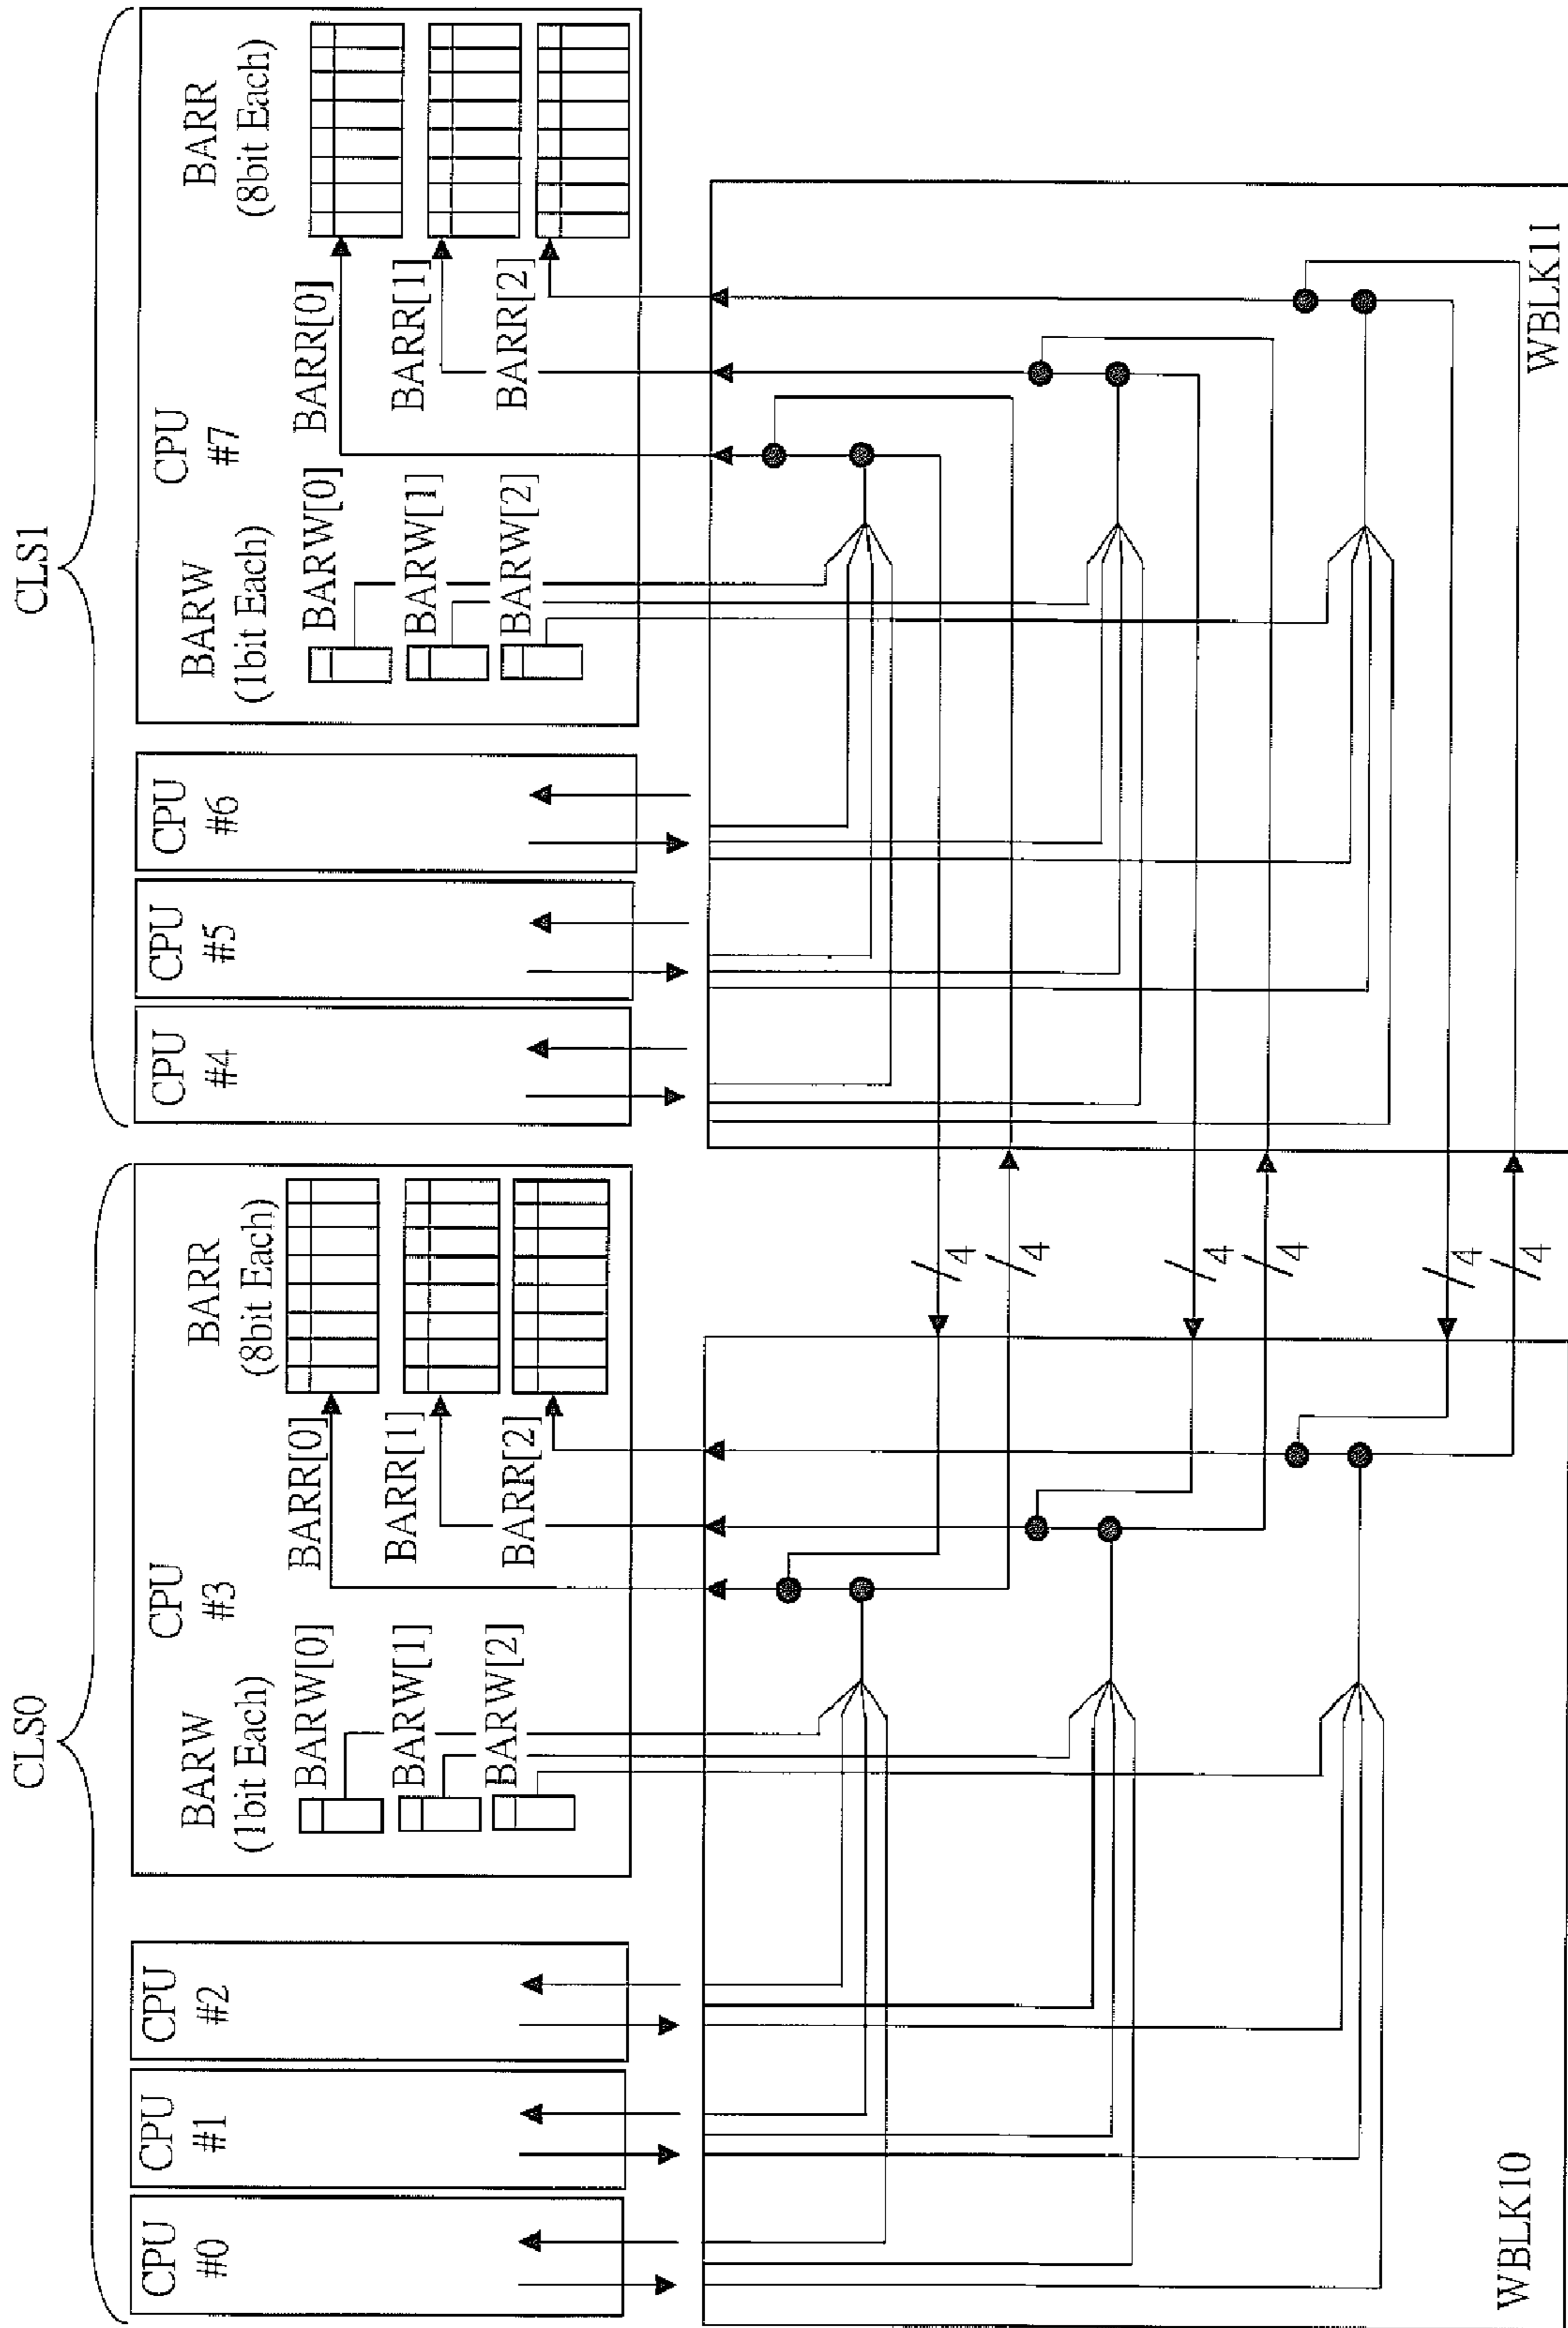 CLS0
CPU
#0
CPU
#1
CPU
#2
CPU
#3
BARW
(1bit Each)
BARW[0]
BARW[1]
BARW[2]
BARR
(8bit Each)
BARR[0]
BARR[1]
BARR[2]
CLS1
CPU
#4
CPU
#5
CPU
#6
CPU
#7
BARW
(1bit Each)
BARW[0]
BARW[1]
BARW[2]
BARR
(8bit Each)
BARR[0]
BARR[1]
BARR[2]
4
4
4
4
4
4
WBLK10
WBLK11